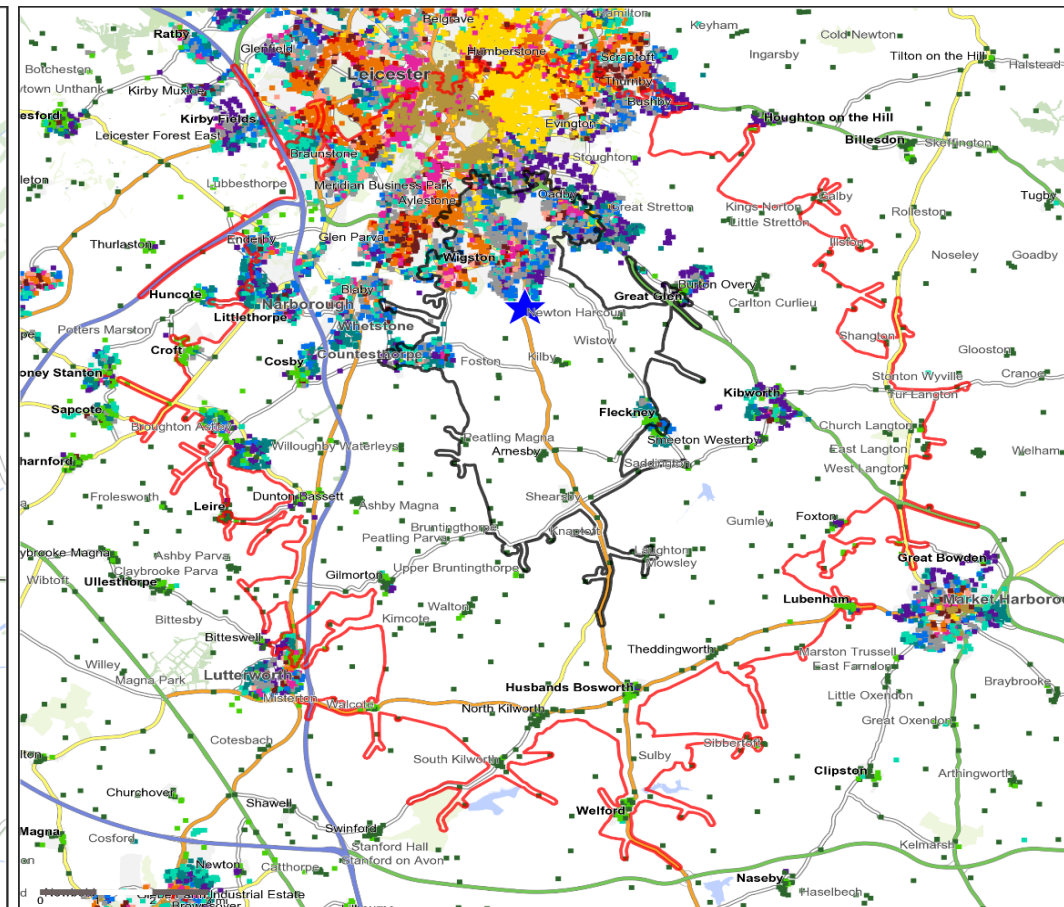 Belgrave
Hamilton
Keyham
Cold Newton
Ratby
Glenfield
Humberstone
Scraptoft
Ingarsby
Tilton on the Hill
Halstead
Botcheston
Leicester
Thurnby
Kirby Muxloe
Bushby
esford
Kirby Fields
Evington
Houghton on the Hill
Leicester Forest East
Billesdon
Skeffington
Braunstone
Stoughton
Lubbesthorpe
Meridian Business Park
Oadby
Galby
Tugby
Aylestone
Great Stretton
Kings Norton
Rolleston
Little Stretton
Thurlaston
Enderby
Glen Parva
Illston
Wigston
Noseley
Goadby
Huncote
Blaby
Burton Overy
Narborough
Great Glen
Carlton Curlieu
Littlethorpe
Newton Harcourt
Potters Marston
Whetstone
Shangton
Wistow
Croft
Countesthorpe
Glooston
Cosby
Foston
Kilby
oney Stanton
Stonton Wyville
Cranoe
Kibworth
Tur Langton
Sapcote
Fleckney
Broughton Astley
Church Langton
Peatling Magna
Smeeton Westerby
Willoughby Waterleys
Arnesby
East Langton
Welham
harnford
Saddington
West Langton
Frolesworth
Dunton Bassett
Shearsby
Leire
Ashby Magna
Foxton
Bruntingthorpe
Knaptoft
Gumley
Peatling Parva
ybrooke Magna
Ashby Parva
Laughton
Great Bowden
Claybrooke Parva
Upper Bruntingthorpe
Mowsley
Wibtoft
Ullesthorpe
Gilmorton
Lubenham
Market Harborou
Walton
Bittesby
Kimcote
Bitteswell
Theddingworth
Marston Trussell
Willey
East Farndon
Lutterworth
Magna Park
Husbands Bosworth
Braybrooke
Misterton
Walcote
Little Oxendon
North Kilworth
Great Oxendon
Cotesbach
Sibbertoft
South Kilworth
Sulby
Clipston
Arthingworth
Churchover
Shawell
Welford
Magna
Swinford
Cosford
Stanford Hall
Kelmarsh
Stanford on Avon
Newton
Catthorpe
Naseby
Haselbech
Industrial Estate
0